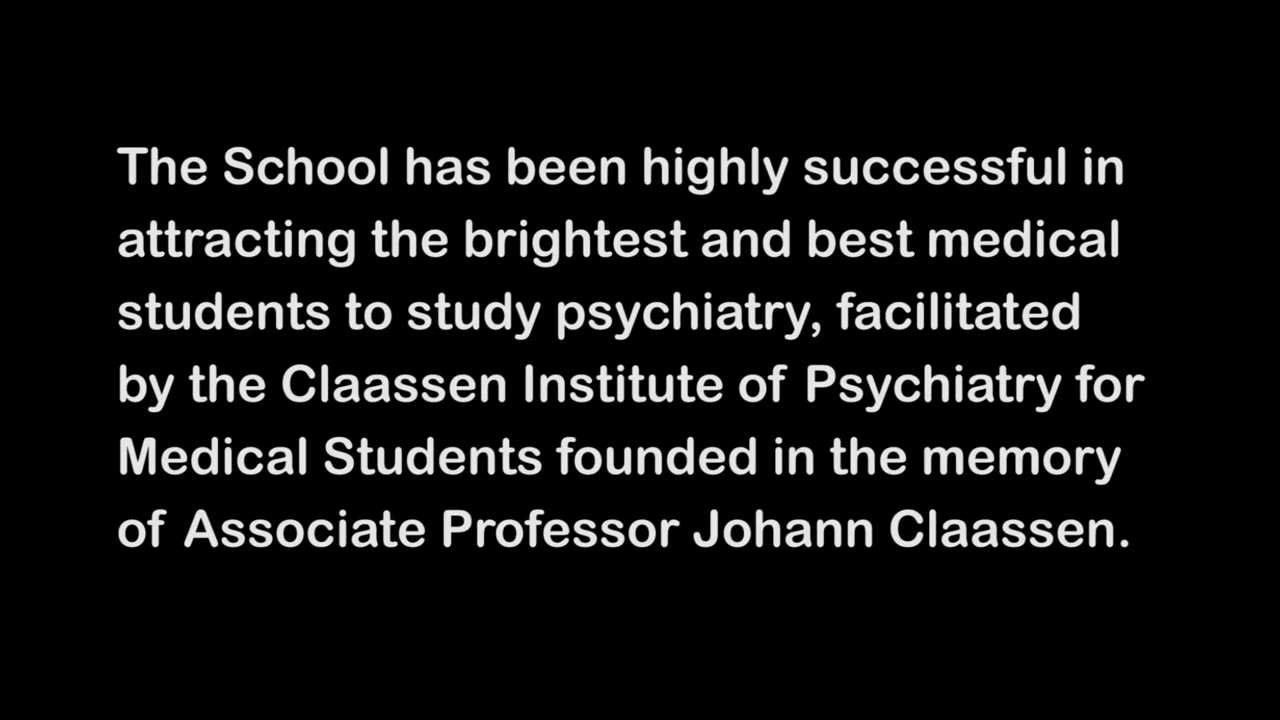 The School has been highly successful in
attracting the brightest and best medical
students to study psychiatry, facilitated
by the Claassen Institute of Psychiatry for
Medical Students founded in the memory
of Associate Professor Johann Claassen.